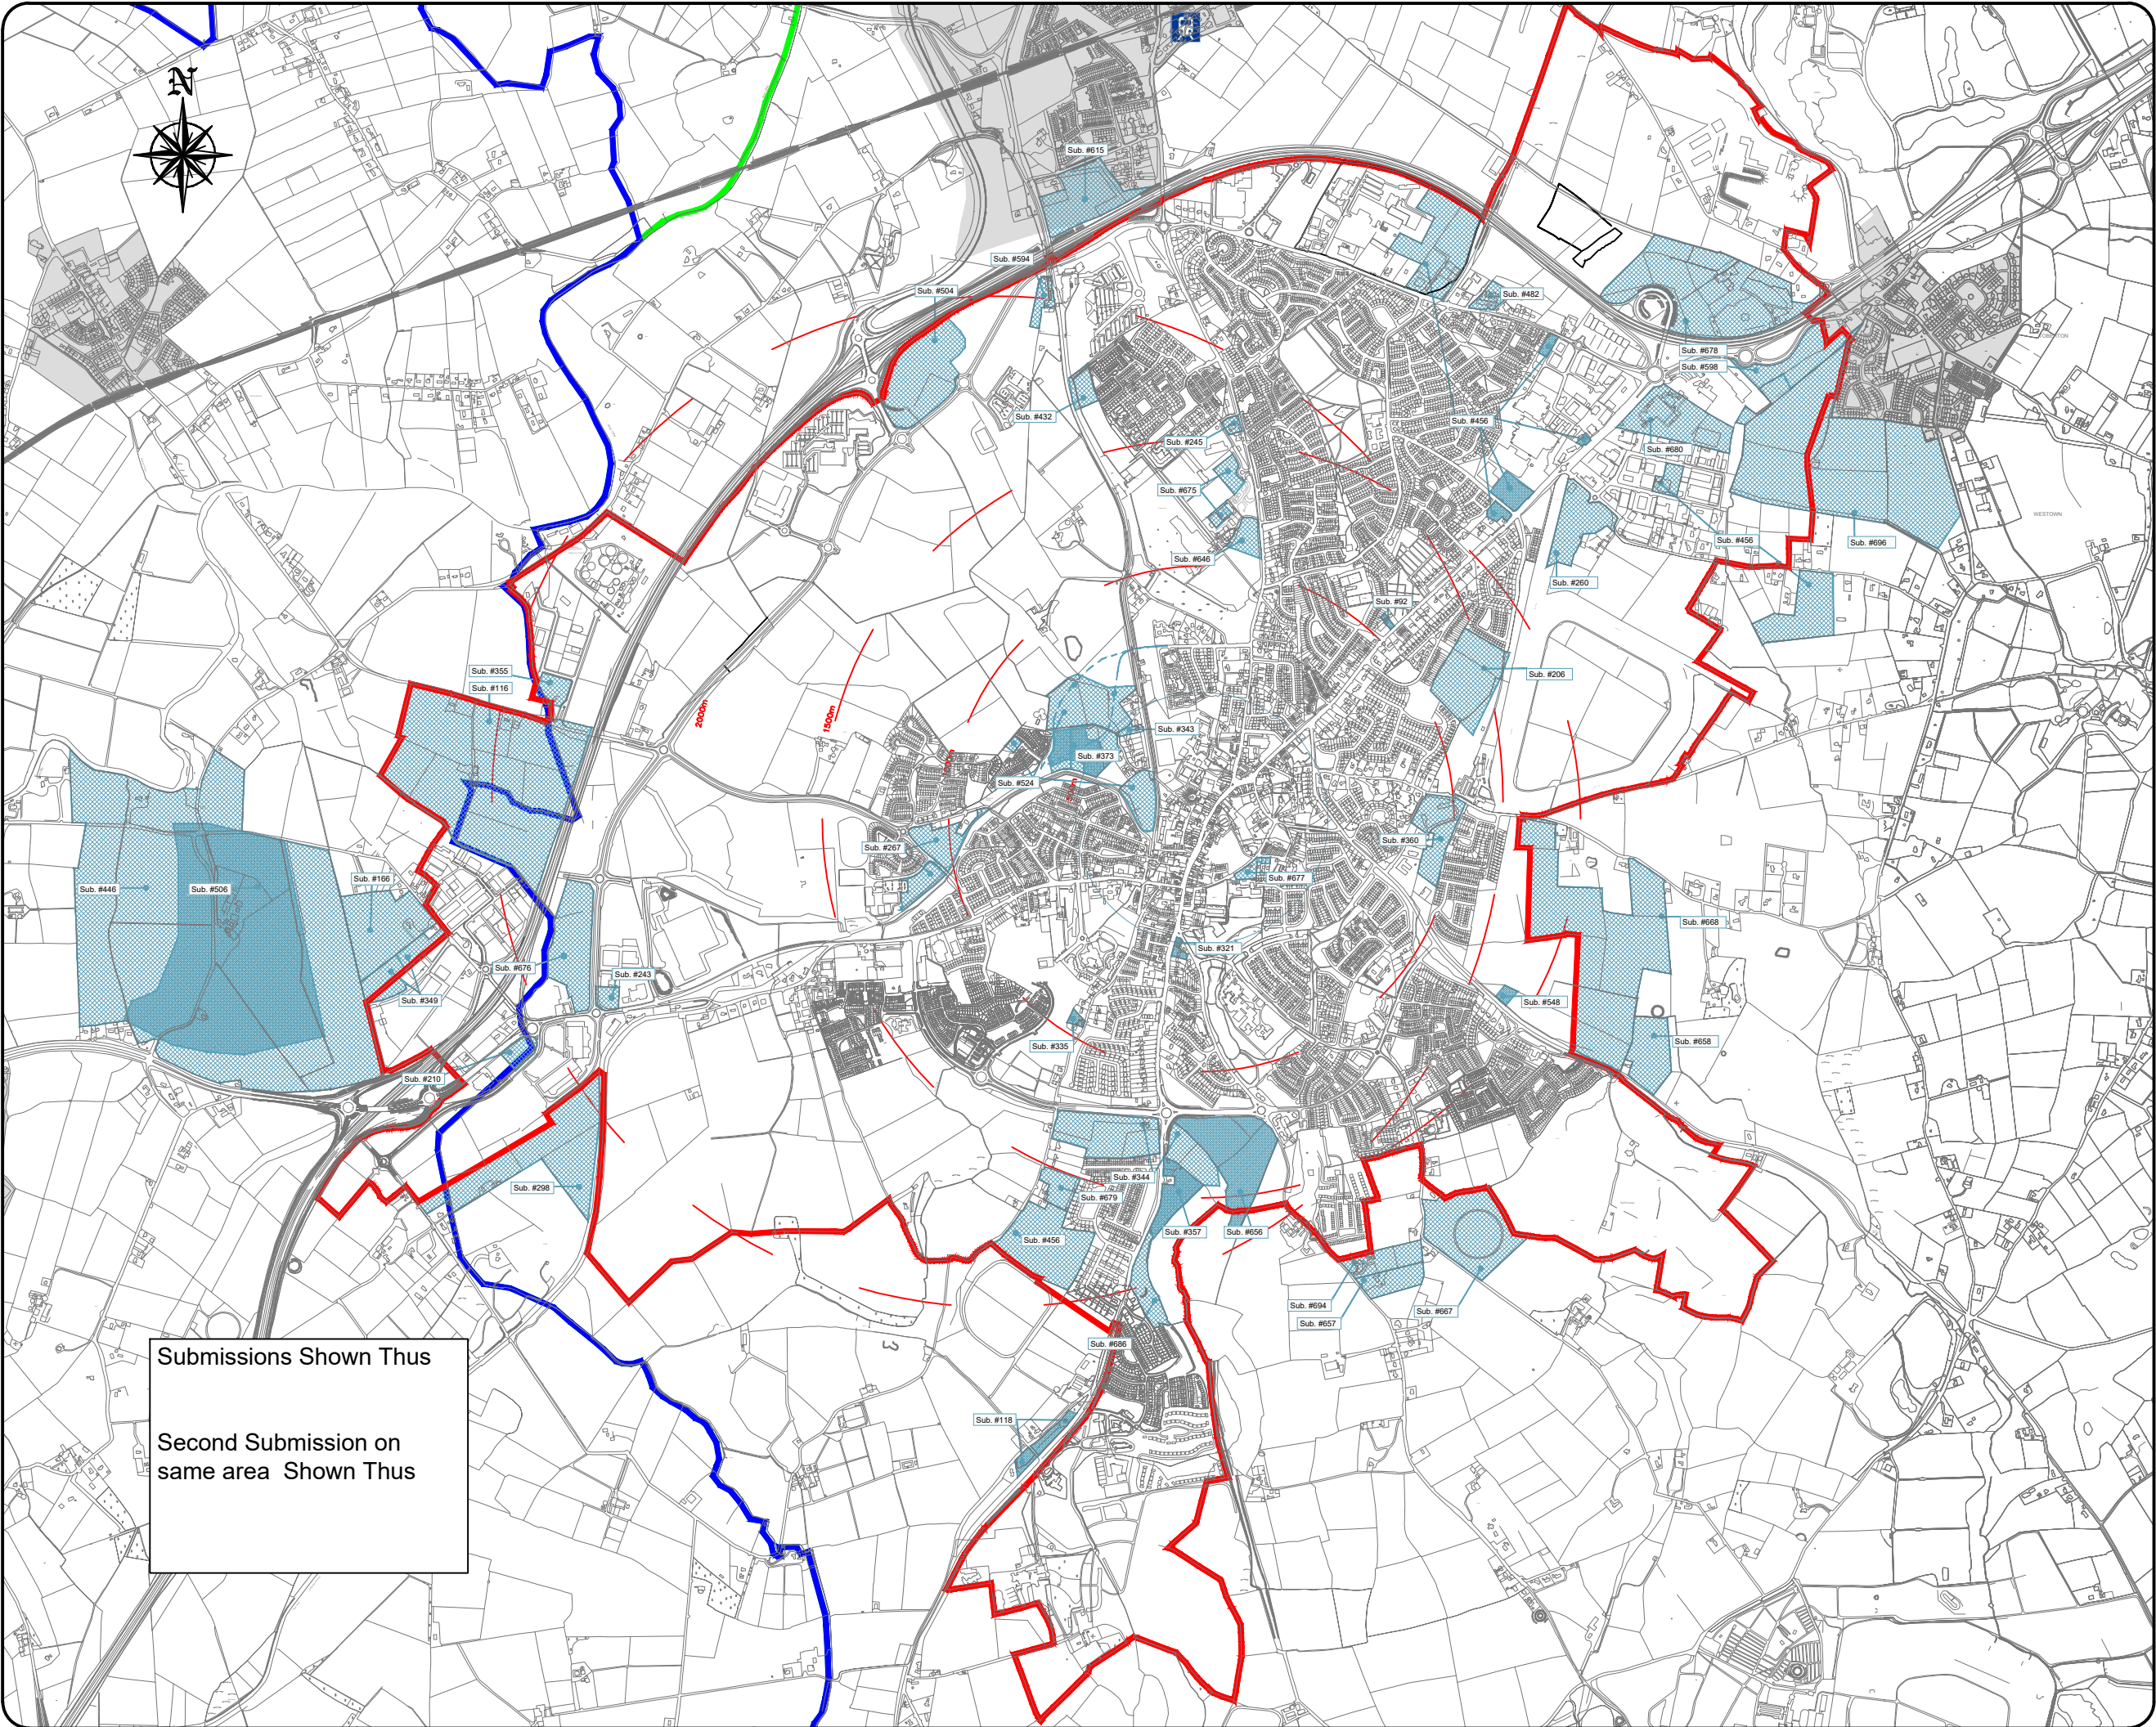 N
Sub. #615
Sub. #594
Sub. #504
Sub. #482
Sub. #678
Sub. #598
Sub. #432
Sub. #456
Sub. #245
Sub. #680
Sub. #675
WESTOWN
Sub. #456
Sub. #696
Sub. #646
Sub. #260
Sub. #92
Sub. #355
Sub. #116
Sub. #206
2000m
1500m
Sub. #343
Sub. #373
Sub. #524
Sub. #360
Sub. #267
Sub. #677
Sub. #166
Sub. #446
Sub. #506
Sub. #668
Sub. #321
Sub. #676
Sub. #243
Sub. #349
Sub. #548
Sub. #335
Sub. #658
Sub. #210
Sub. #344
Sub. #298
Sub. #679
Sub. #357
Sub. #656
Sub. #456
Sub. #694
Sub. #667
Sub. #657
Sub. #686
Sub. #118
Submissions Shown Thus
Second Submission on
same area Shown Thus